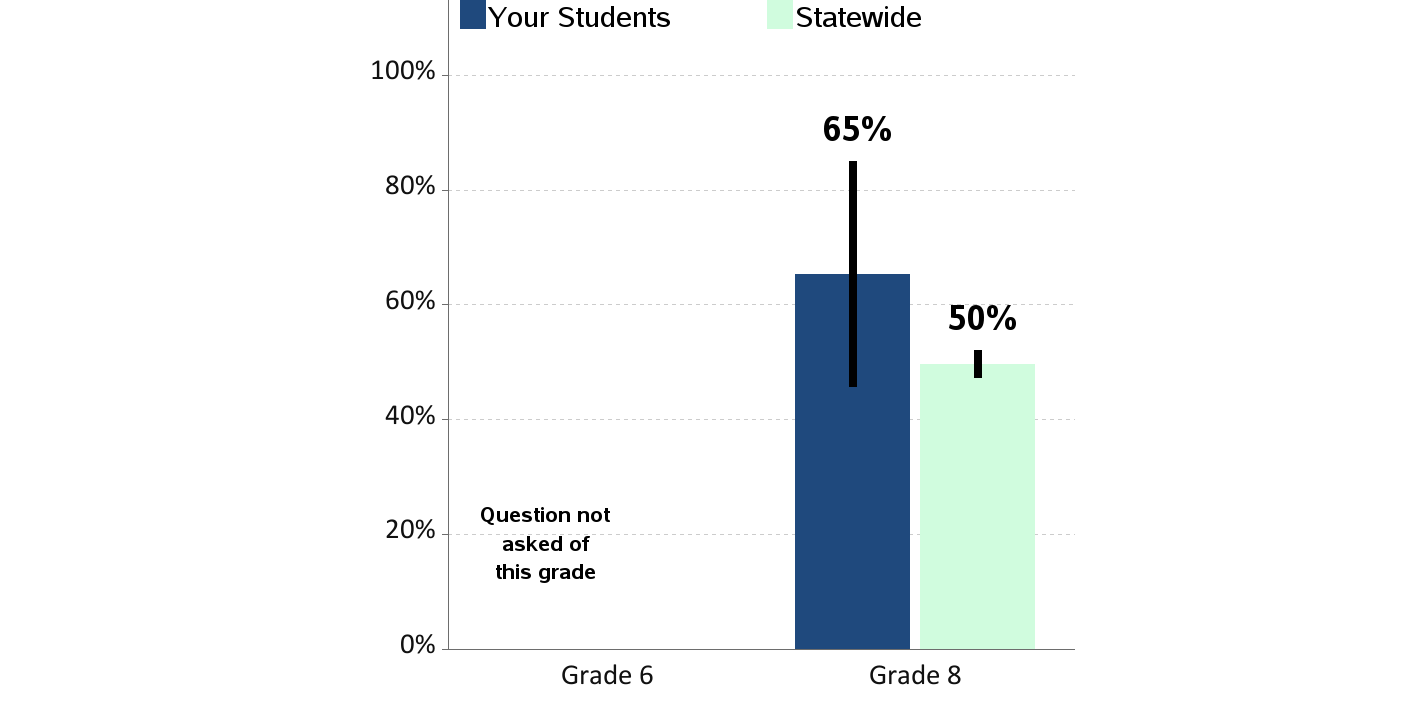 Your Students
Statewide
100%
80%
60%
40%
20%
0%
65%
50%
Question not
asked of
this grade
Grade 6
Grade 8